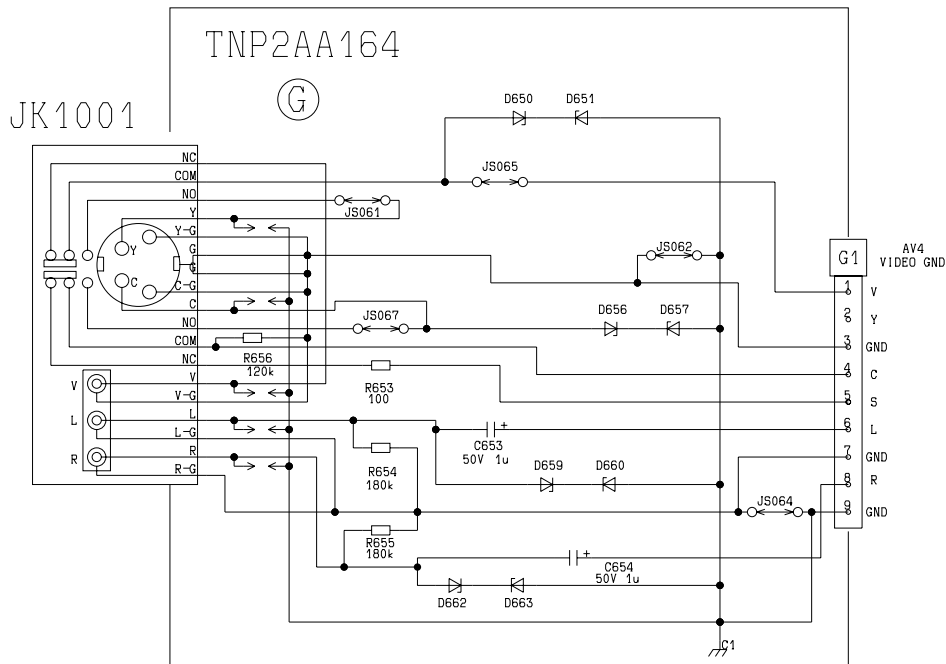 TNP2AA164
G
JK1001
D650 D651
NC
COM
JS065
NO
JS061
Y
Y-G
G
G
C-G
C
Y
C
JS062
G1
AV4
VIDEO GND
1 V
2 Y
3 GND
4 C
5 S
6 L
7 GND
8 R
9 GND
NO
JS067
D656 D657
COM
R656
120k
NC
R653
100
V
V-G
L
L-G
R
R-G
V
L
R
C653
50V 1u
+
R654
180k
D659 D660
JS064
R655
180k
+
C654
50V 1u
D662 D663
C1